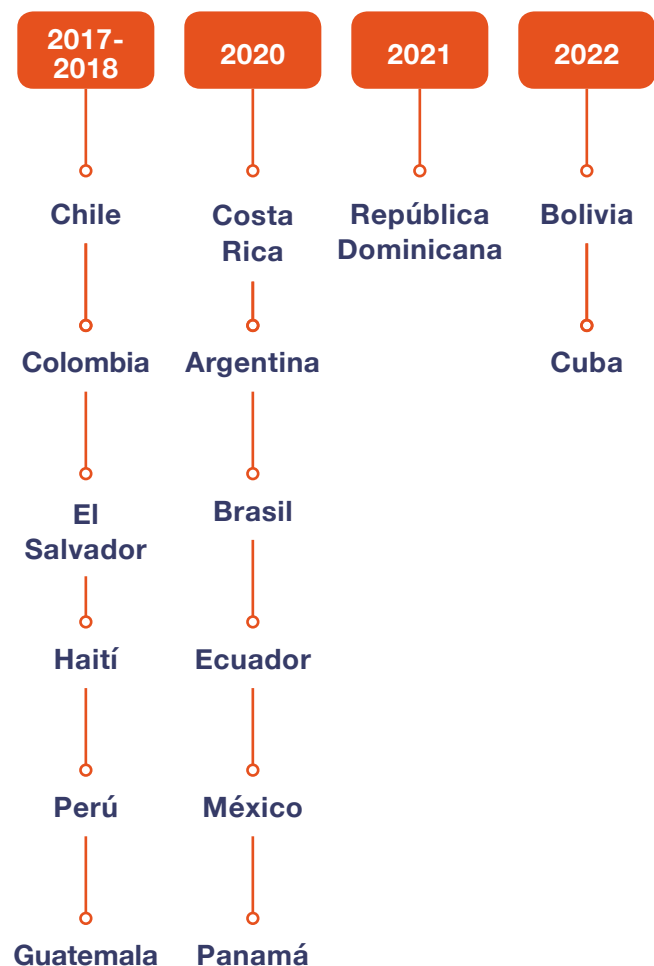 2017-
2018
Chile
Colombia
El
Salvador
Haití
Perú
Guatemala
2020
Costa
Rica
Argentina
Brasil
Ecuador
México
Panamá
2021
República
Dominicana
2022
Bolivia
Cuba